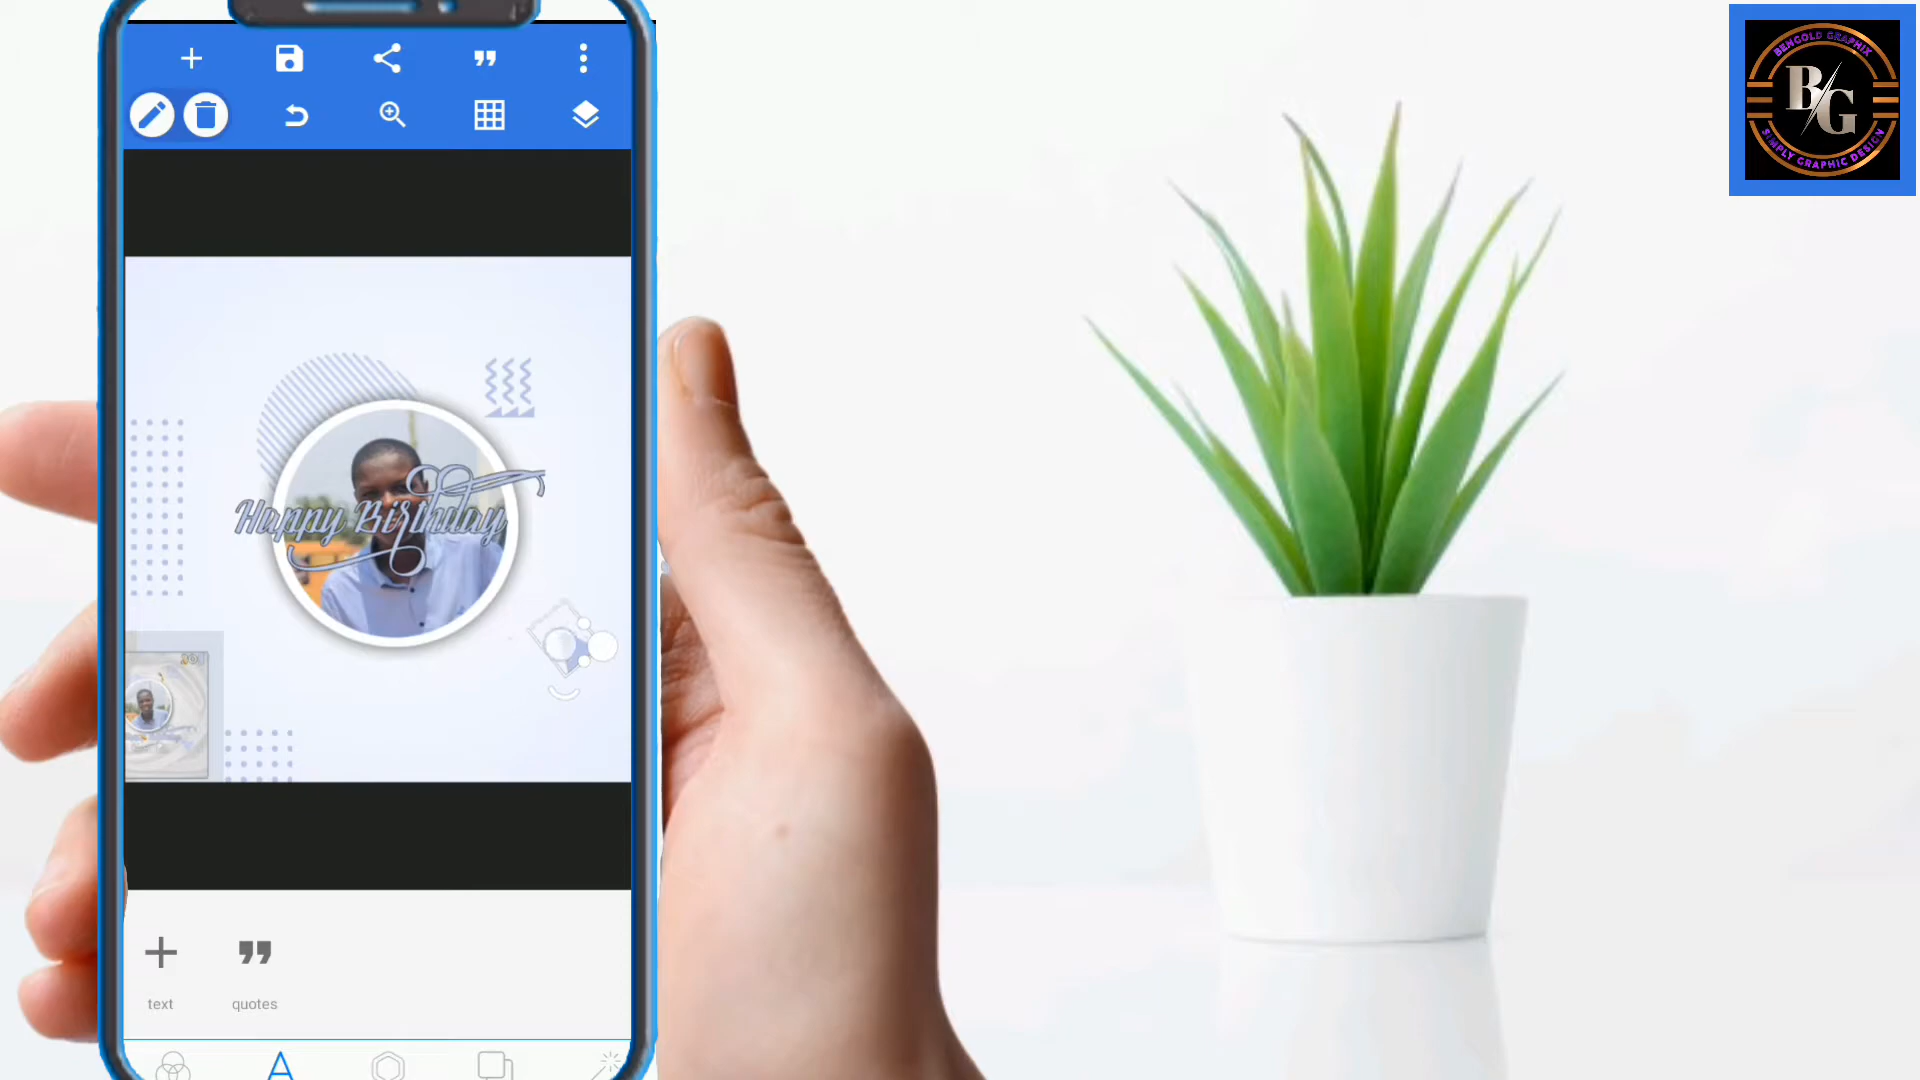 BENGOLD GRAPHIX
BG
SIMPLY GRAPHIC DESIGN
Happy Birthday
text
quotes